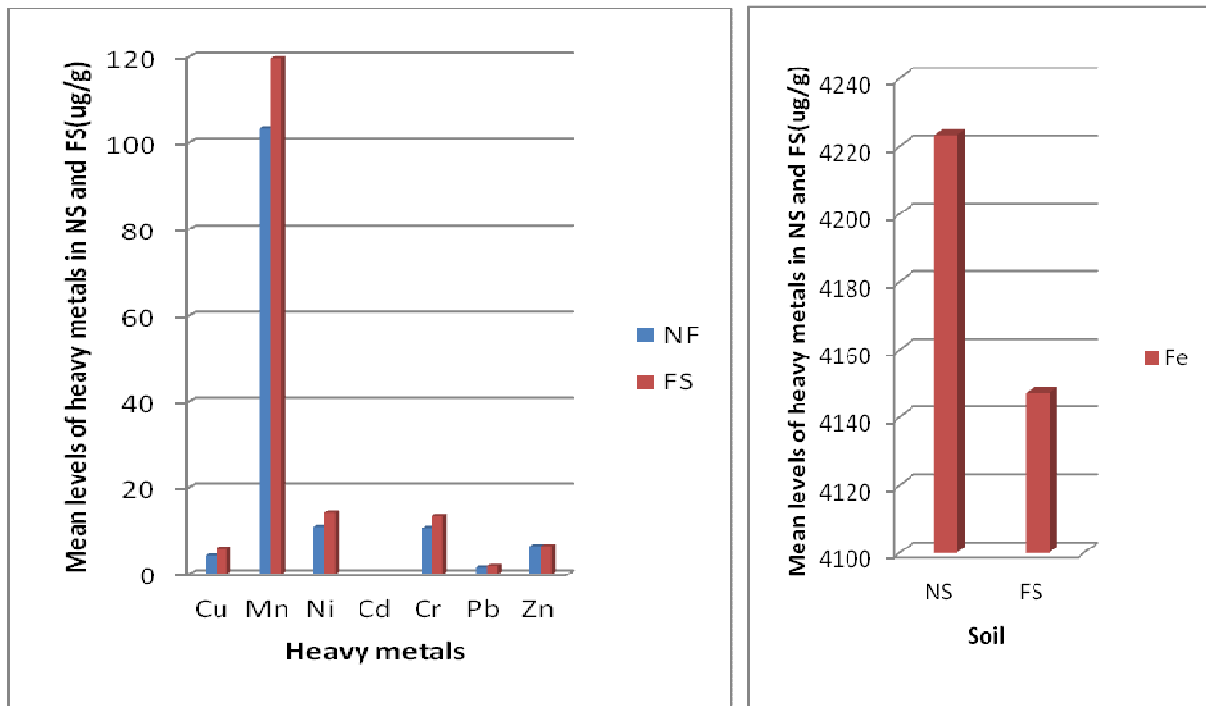 Mean levels of heavy metals in NS and FS(ug/g)
120
100
80
60
40
20
0
Cu Mn Ni Cd Cr Pb Zn
Heavy metals
NF
FS
Mean levels of heavy metals in NS and FS(ug/g)
4240
4220
4200
4180
4160
4140
4120
4100
NS FS
Soil
Fe